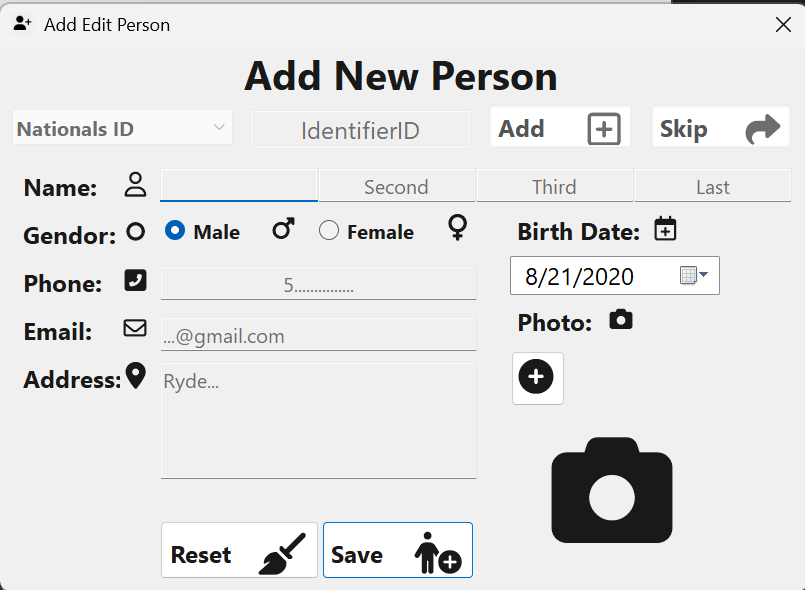 Add Edit Person
Add New Person
Nationals ID IdentifierID Add Skip
Name: Second Third Last
Gendor: Male Female
Birth Date:
Phone: 5..............
8/21/2020
Email: ...@gmail.com
Photo:
Address: Ryde...
Reset Save